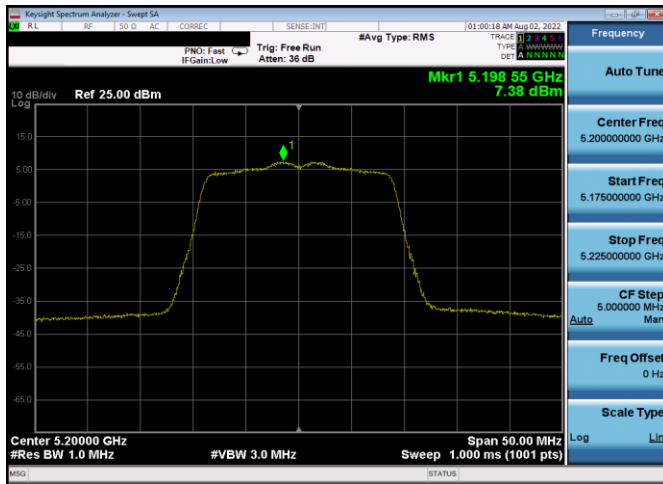 Keysight Spectrum Analyzer - Swept SA
RL RF 50 Ω AC CORREC SENSE:INT 01:00:18 AM Aug 02, 2022
#Avg Type: RMS
TRACE 1 2 3 4 5 6
TYPE A WWWWW
DET A N N N N N
PNO: Fast
IFGain:Low
Trig: Free Run
Atten: 36 dB
Mkr1 5.198 55 GHz
7.38 dBm
10 dB/div
Log
Ref 25.00 dBm
15.0
5.00
-5.00
-15.0
-25.0
-35.0
-45.0
-55.0
-65.0
1
Center 5.20000 GHz
#Res BW 1.0 MHz
#VBW 3.0 MHz
Span 50.00 MHz
Sweep 1.000 ms (1001 pts)
MSG
STATUS
Frequency
Auto Tune
Center Freq
5.200000000 GHz
Start Freq
5.175000000 GHz
Stop Freq
5.225000000 GHz
CF Step
5.000000 MHz
Auto Man
Freq Offset
0 Hz
Scale Type
Log Lin